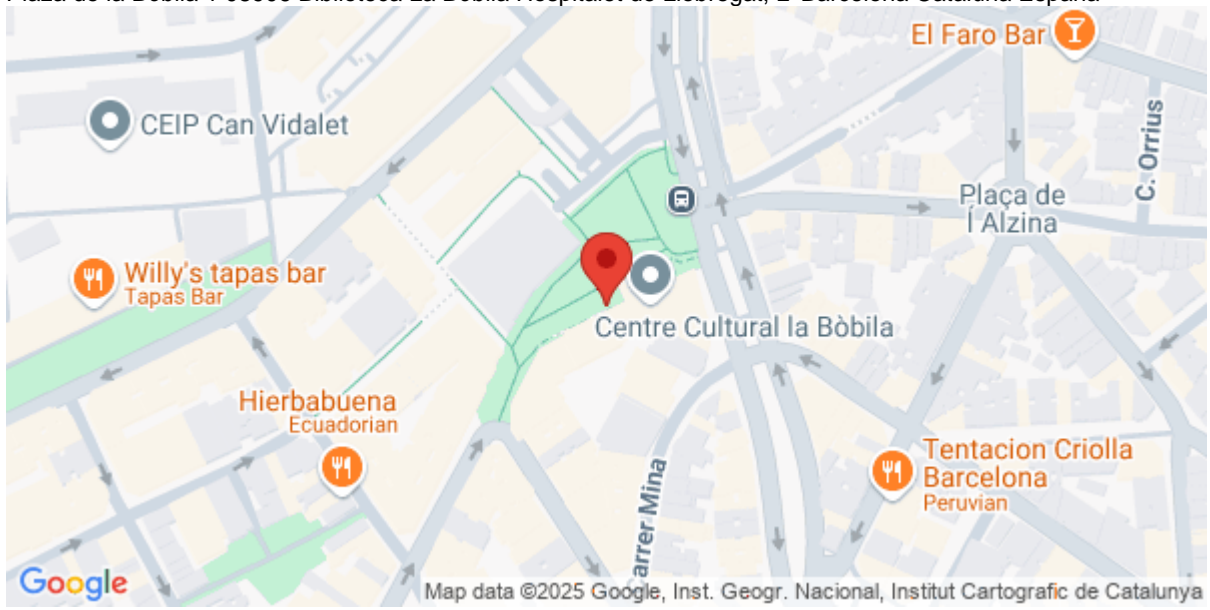 El Faro Bar
CEIP Can Vidalet
C. Orrius
Plaça de
Í Alzina
Willy's tapas bar
Tapas Bar
Centre Cultural la Bòbila
Hierbabuena
Ecuadorian
Tentacion Criolla
Barcelona
Peruvian
arrer Mina
Google
Map data ©2025 Google, Inst. Geogr. Nacional, Institut Cartografic de Catalunya